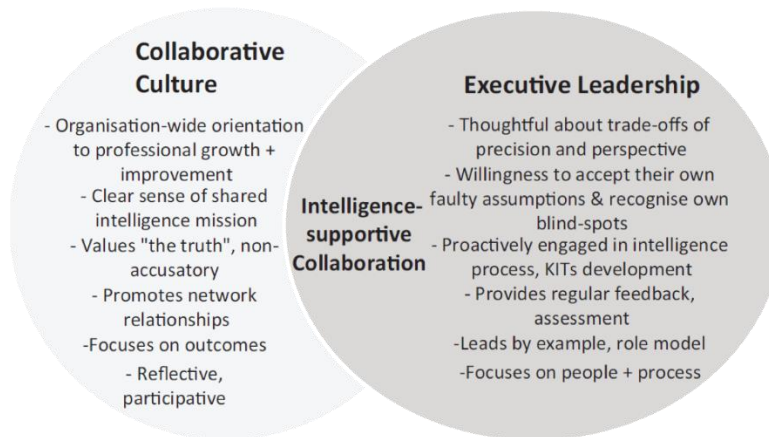 Collaborative
Culture
- Organisation-wide orientation
to professional growth +
improvement
- Clear sense of shared
intelligence mission
- Values "the truth", non-
accusatory
- Promotes network
relationships
-Focuses on outcomes
- Reflective,
participative
Intelligence-
supportive
Collaboration
Executive Leadership
- Thoughtful about trade-offs of
precision and perspective
- Willingness to accept their own
faulty assumptions & recognise own
blind-spots
- Proactively engaged in intelligence
process, KITs development
- Provides regular feedback,
assessment
-Leads by example, role model
-Focuses on people + process